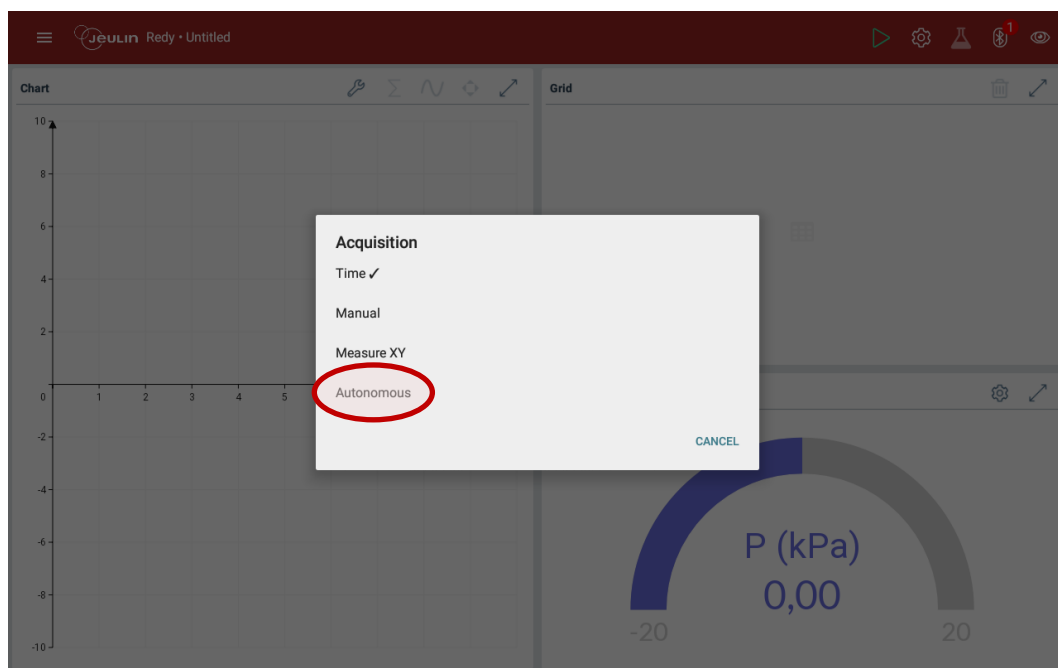 Jeulin Redy • Untitled
1
Chart
Grid
10
8
6
4
2
0 1 2 3 4 5
-2
-4
-6
-8
-10
Acquisition
Time ✓
Manual
Measure XY
Autonomous
CANCEL
P (kPa)
0,00
-20 20